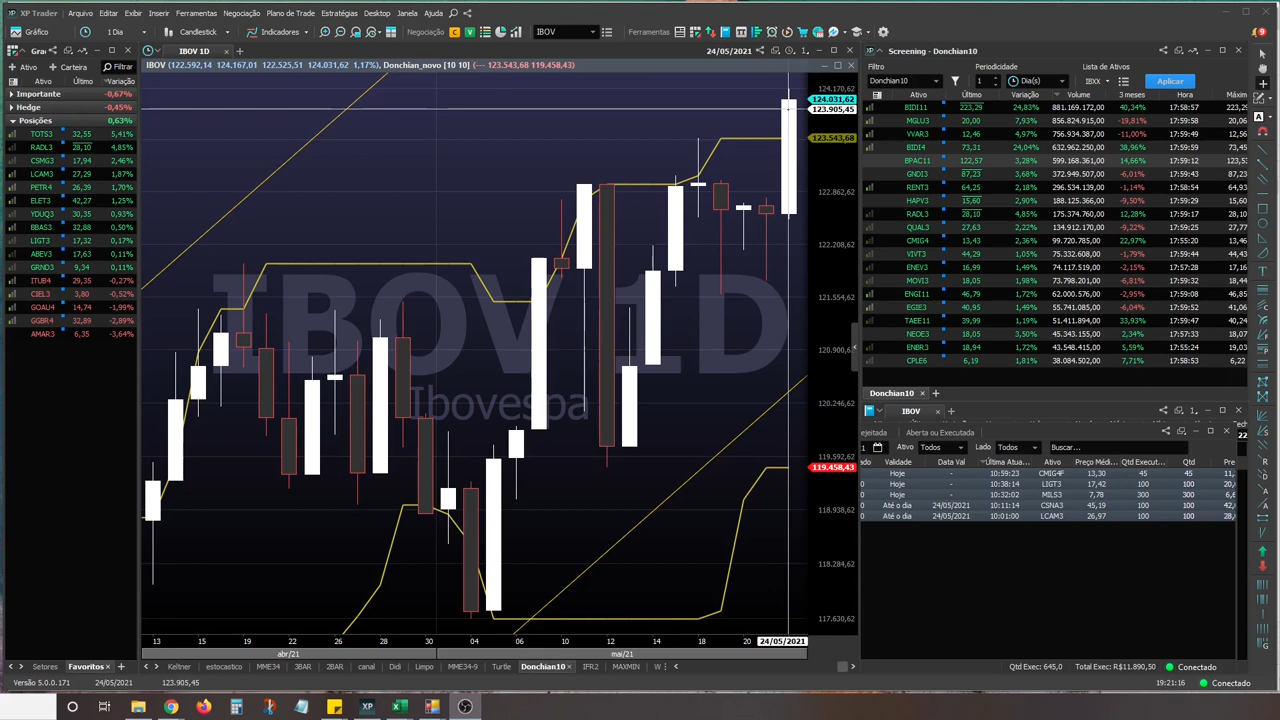 XP Trader Arquivo Editar Exibir Inserir Ferramentas Negociação Plano de Trade Estratégias Desktop Janela Ajuda
Gráfico 1 Dia Candlestick Indicadores Negociação C V IBOV Ferramentas
Gra
Ativo Carteira Filtrar
Ativo Último Variação
Importante -0,67%
Hedge -0,45%
Posições 0,63%
TOTS3 32,55 5,41%
RADL3 28,10 4,85%
CSMG3 17,94 2,46%
LCAM3 27,29 1,87%
PETR4 26,39 1,70%
ELET3 42,27 1,25%
YDUQ3 30,35 0,93%
BBAS3 32,88 0,50%
LIGT3 17,32 0,17%
ABEV3 17,63 0,11%
GRND3 9,34 0,11%
ITUB4 29,35 -0,27%
CIEL3 3,80 -0,52%
GOAU4 14,74 -1,99%
GGBR4 32,89 -2,89%
AMAR3 6,35 -3,64%
Setores Favoritos
IBOV 1D
24/05/2021
IBOV (122.592,14 124.167,01 122.525,51 124.031,62 1,17%), Donchian_novo [10 10] (--- 123.543,68 119.458,43)
IBOV 1D
Ibovespa
124.170,62
124.031,62
123.905,45
123.543,68
122.862,62
122.208,62
121.554,62
120.900,62
120.246,62
119.592,62
119.458,43
118.938,62
118.284,62
117.630,62
13 15 19 22 26 28 30 04 06 10 12 14 18 20 24/05/2021
abr/21 mai/21
Keltner estocastico MME34 3BAR 2BAR canal Didi Limpo MME34-9 Turtle Donchian10 IFR2 MAXMIN W
Screening - Donchian10
Filtro Periodicidade Lista de Ativos
Donchian10 1 Dia(s) IBXX Aplicar
Ativo Último Variação Volume 3 meses Hora Máxim
BIDI11 223,29 24,83% 881.169.172,00 40,34% 17:58:57 223,29
MGLU3 20,00 7,93% 856.824.915,00 -19,81% 17:59:29 20,06
VVAR3 12,46 4,97% 756.934.387,00 -11,00% 17:59:49 12,56
BIDI4 73,31 24,04% 632.962.250,00 38,96% 17:59:12 73,31
BPAC11 122,57 3,28% 599.168.361,00 14,66% 17:59:12 123,53
GNDI3 87,23 3,68% 372.949.507,00 -6,01% 17:59:43
RENT3 64,25 2,18% 296.534.139,00 -1,14% 17:58:53
HAPV3 15,60 2,90% 188.125.366,00 -9,50% 17:59:25
RADL3 28,10 4,85% 175.374.760,00 12,28% 17:59:19
QUAL3 27,63 2,22% 134.912.170,00 -9,22% 17:59:25
CMIG4 13,43 2,36% 99.720.785,00 22,97% 17:59:39
VIVT3 44,29 1,05% 75.332.608,00 -1,79% 17:59:44
ENEV3 16,99 1,49% 74.117.519,00 -2,15% 17:58:47
MOVI3 18,05 1,98% 73.798.206,00 -6,81% 17:58:31
ENGI11 46,79 1,72% 62.000.576,00 -2,95% 17:59:08
EGIE3 40,95 1,49% 55.741.085,00 -6,04% 17:59:52
TAEE11 39,99 1,19% 51.411.894,00 33,93% 17:59:47
NEOE3 18,05 3,50% 45.343.155,00 2,34% 17:57:33
ENBR3 18,94 1,72% 43.548.440,00 5,59% 17:55:24
CPLE6 6,19 1,81% 38.084.502,00 7,71% 17:58:53 6,22
Donchian10
IBOV
ejeitada Aberta ou Executada
Ativo Todos Lado Todos Buscar...
Validade Data Val Última Atua... Ativo Preço Médi... Qtd Execut... Qtd Pre
Hoje - 10:59:23 CMIG4F 13,30 45 45
Hoje - 10:38:14 LIGT3 17,42 100 100
Hoje - 10:32:02 MILS3 7,78 300 300
Até o dia 24/05/2021 10:11:14 CSNA3 45,19 100 100
Até o dia 24/05/2021 10:01:00 LCAM3 26,97 100 100
Qtd Exec: 645,0 Total Exec: R$11.890,50 Conectado
Versão 5.0.0.171 24/05/2021 123.905,45 19:21:16 Conectado